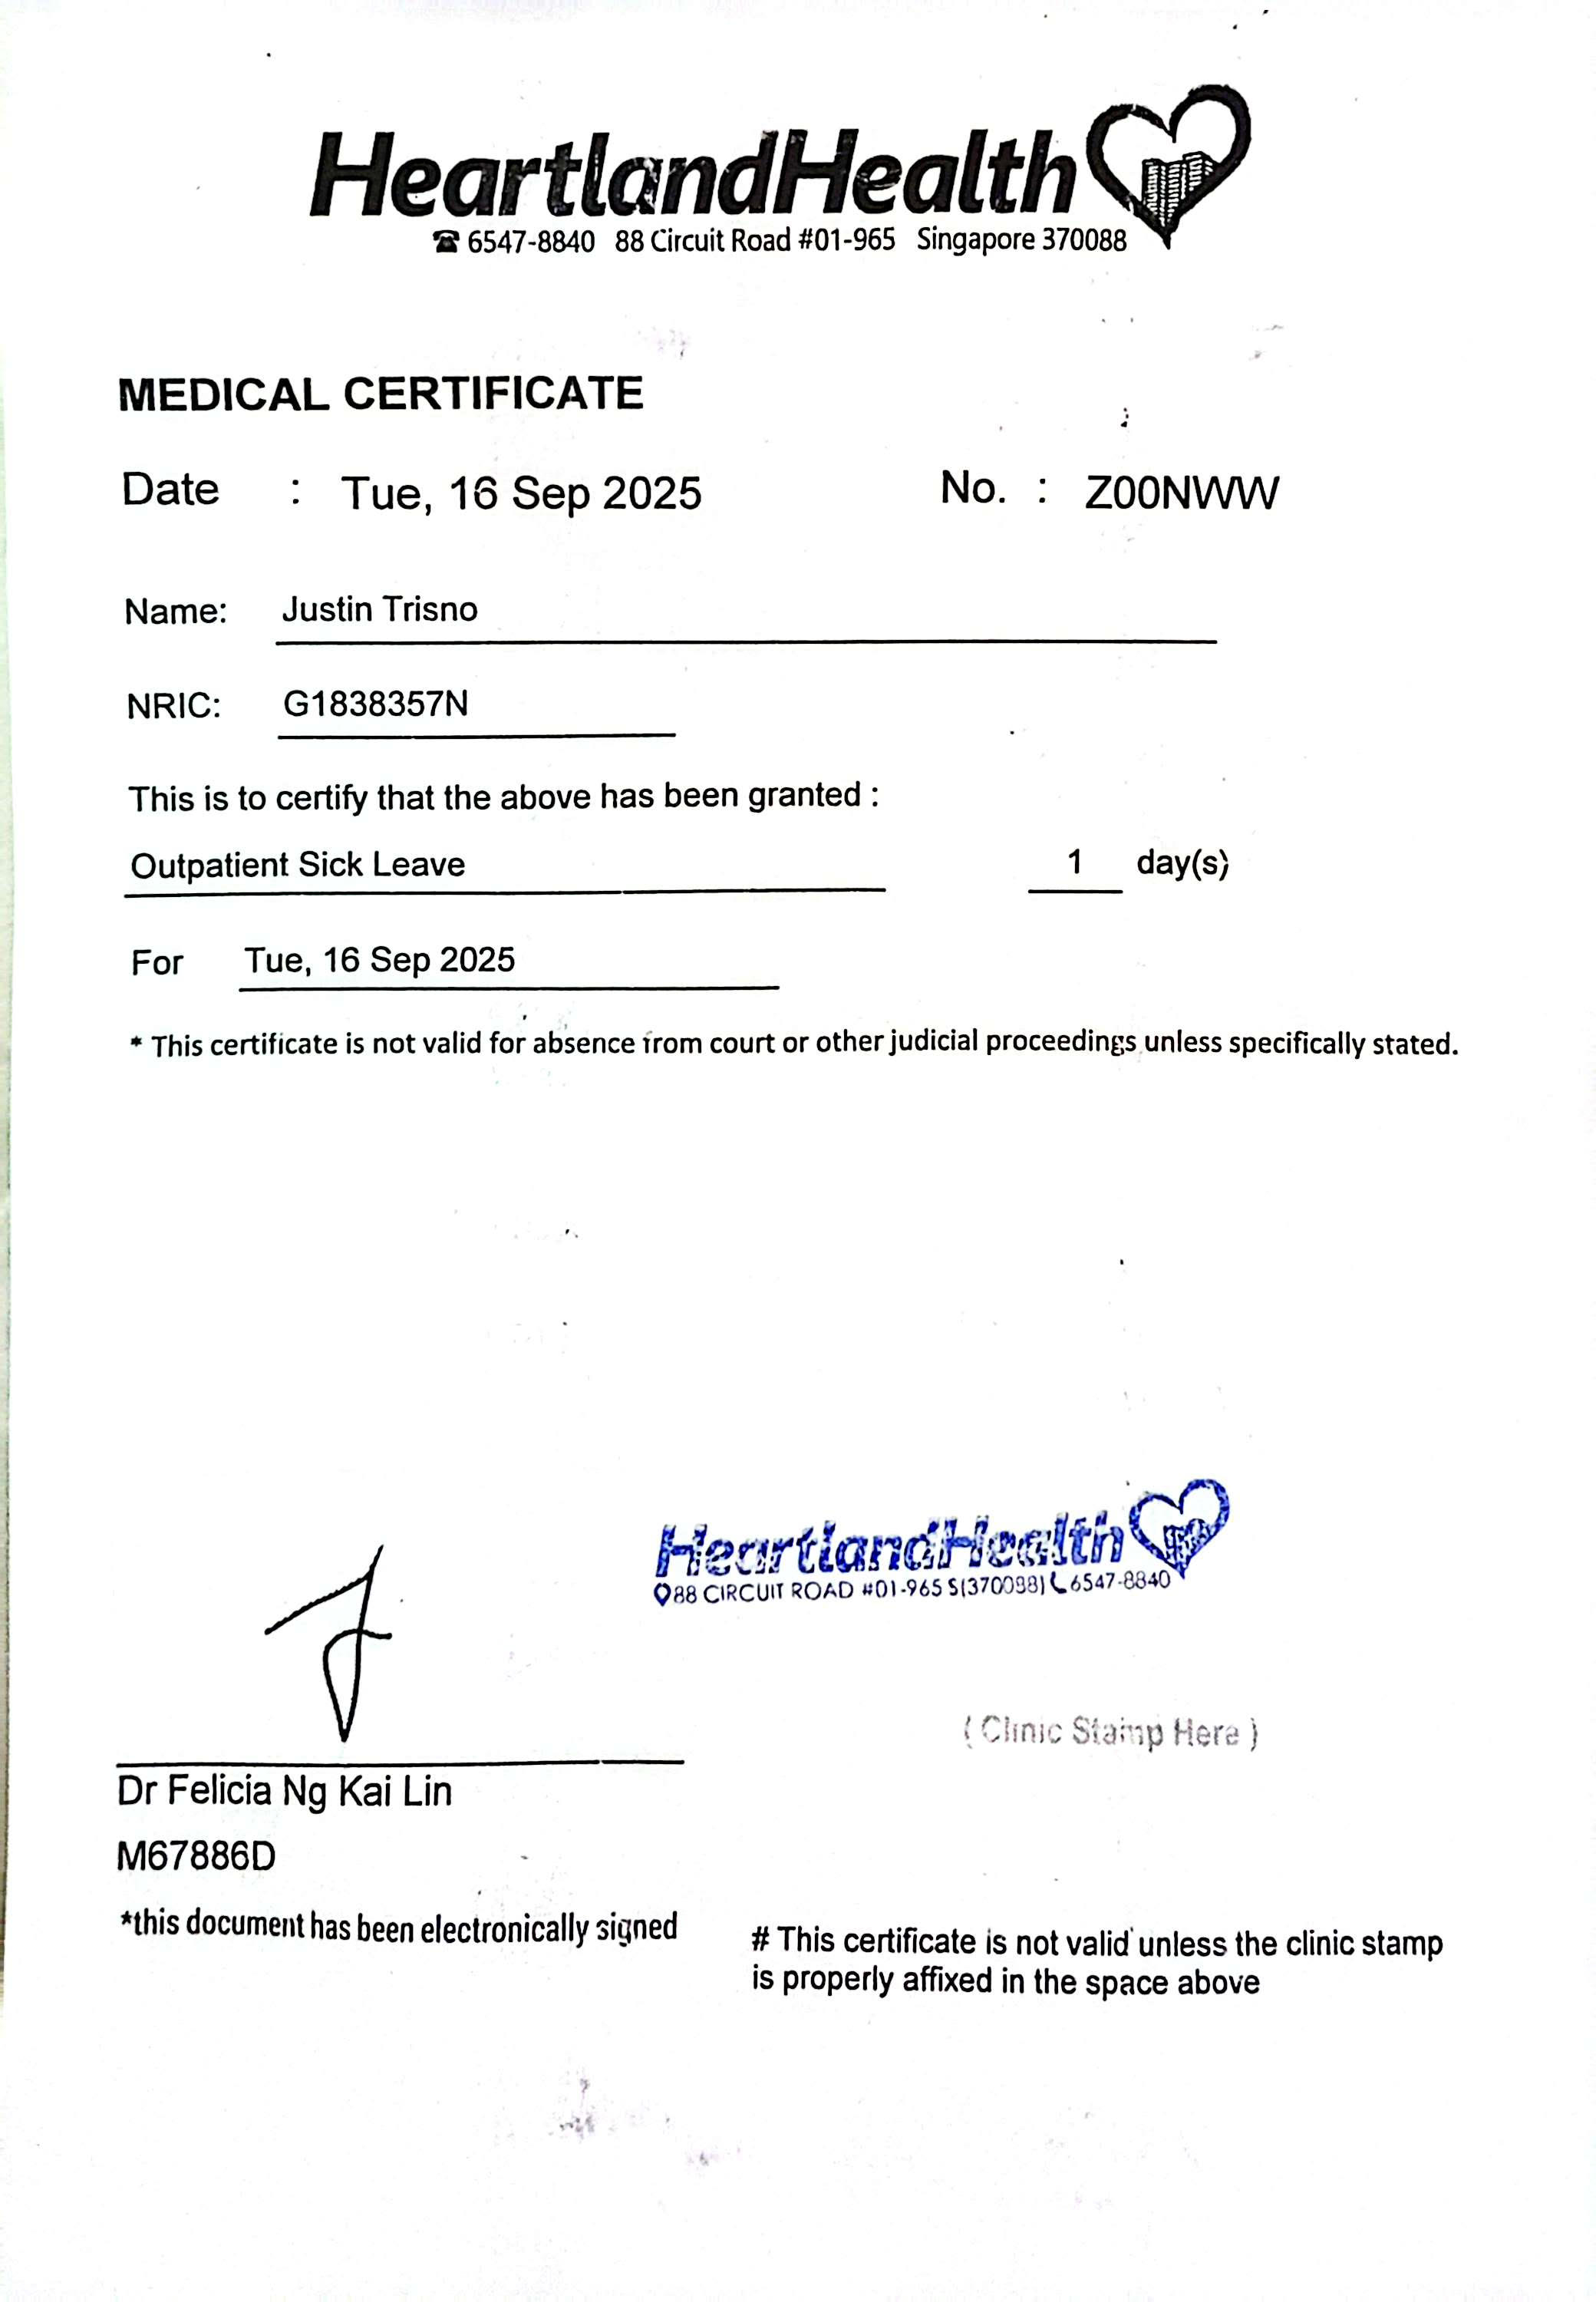 HeartlandHealth
☎ 6547-8840 88 Circuit Road #01-965 Singapore 370088
MEDICAL CERTIFICATE
Date : Tue, 16 Sep 2025 No. : Z00NWW
Name: Justin Trisno
NRIC: G1838357N
This is to certify that the above has been granted :
Outpatient Sick Leave 1 day(s)
For Tue, 16 Sep 2025
* This certificate is not valid for absence from court or other judicial proceedings unless specifically stated.
HeartlandHealth
88 CIRCUIT ROAD #01-965 S(370088) 6547-8840
( Clinic Stamp Here )
Dr Felicia Ng Kai Lin
M67886D
*this document has been electronically signed
# This certificate is not valid unless the clinic stamp
is properly affixed in the space above